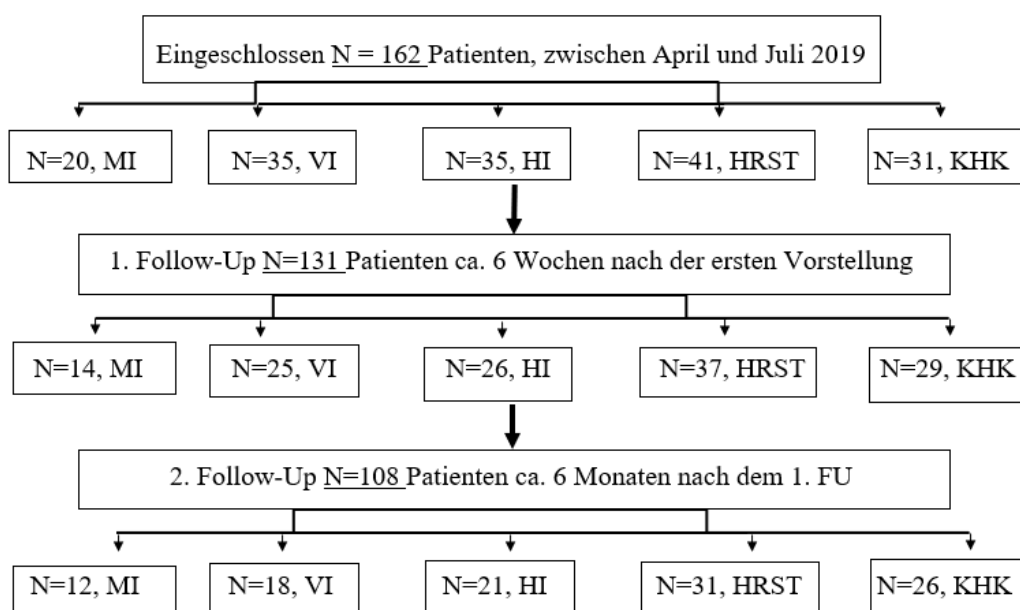 Eingeschlossen N = 162 Patienten, zwischen April und Juli 2019
N=20, MI
N=35, VI
N=35, HI
N=41, HRST
N=31, KHK
1. Follow-Up N=131 Patienten ca. 6 Wochen nach der ersten Vorstellung
N=14, MI
N=25, VI
N=26, HI
N=37, HRST
N=29, KHK
2. Follow-Up N=108 Patienten ca. 6 Monaten nach dem 1. FU
N=12, MI
N=18, VI
N=21, HI
N=31, HRST
N=26, KHK